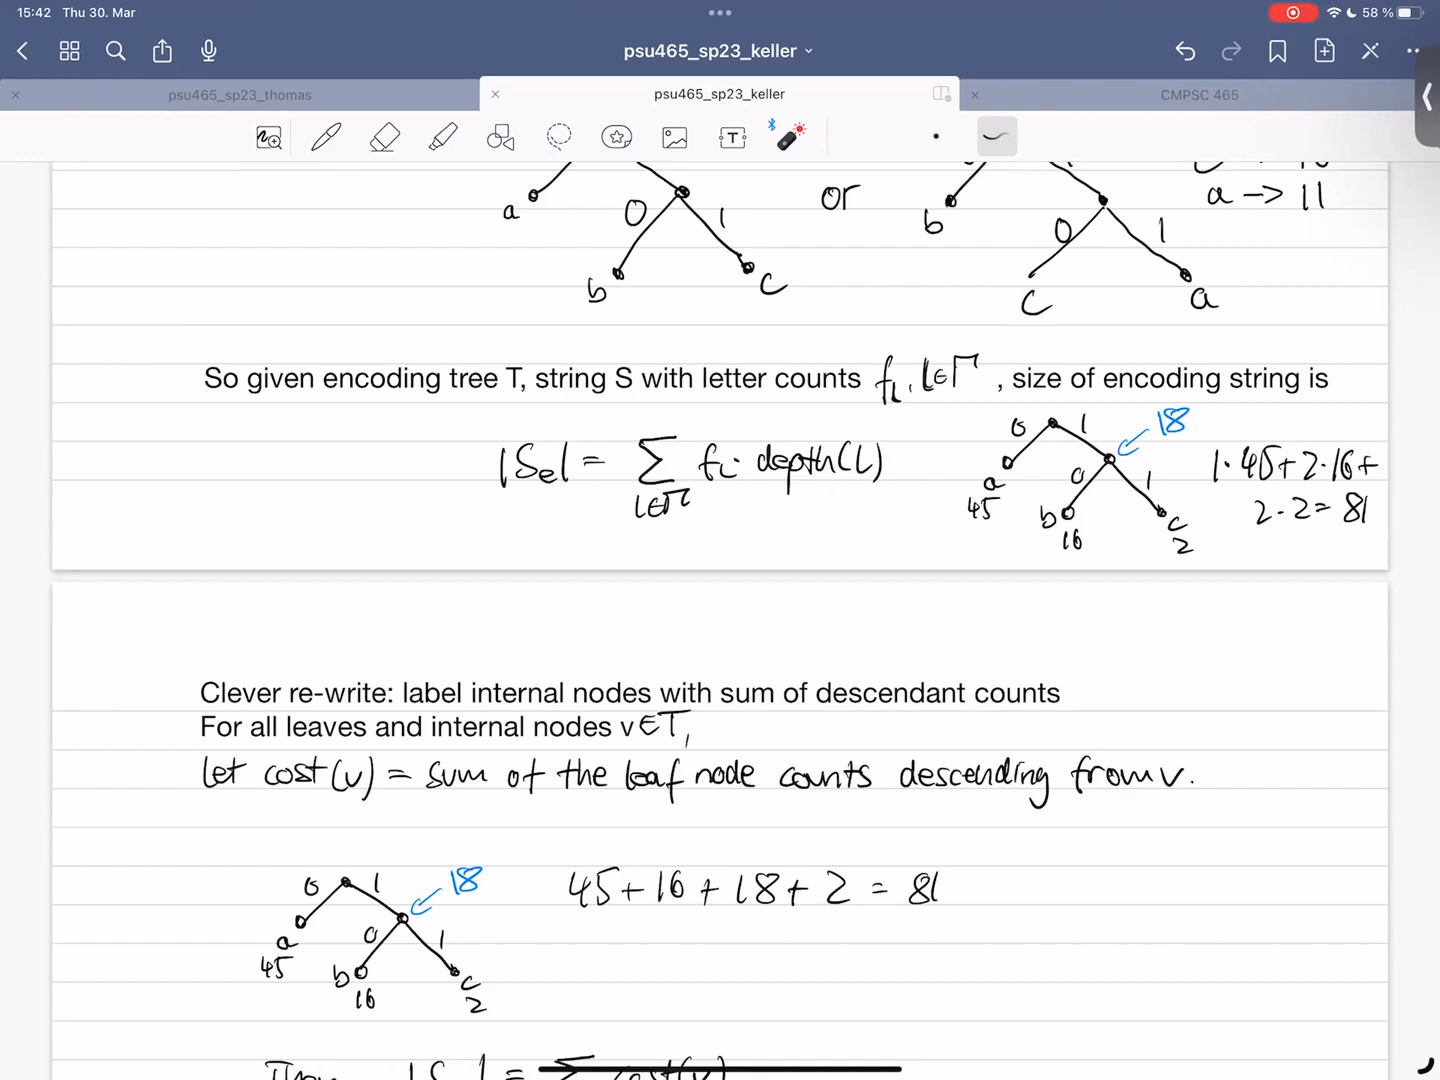 15:42 Thu 30. Mar
58 %
psu465_sp23_keller
psu465_sp23_thomas
psu465_sp23_keller
CMPSC 465
T
a
0
1
b
c
or
b
0
1
c
a
a -> 11
So given encoding tree T, string S with letter counts f_L, L∈Γ, size of encoding string is
|S_e| = Σ_{L∈Γ} f_L · depth(L)
0 1 18
a 0 1
45 b c
16 2
1·45+2·16+
2·2=81
Clever re-write: label internal nodes with sum of descendant counts
For all leaves and internal nodes v∈T,
let cost(v) = sum of the leaf node counts descending from v.
0 1 18
a 0 1
45 b c
16 2
45+16+18+2 = 81